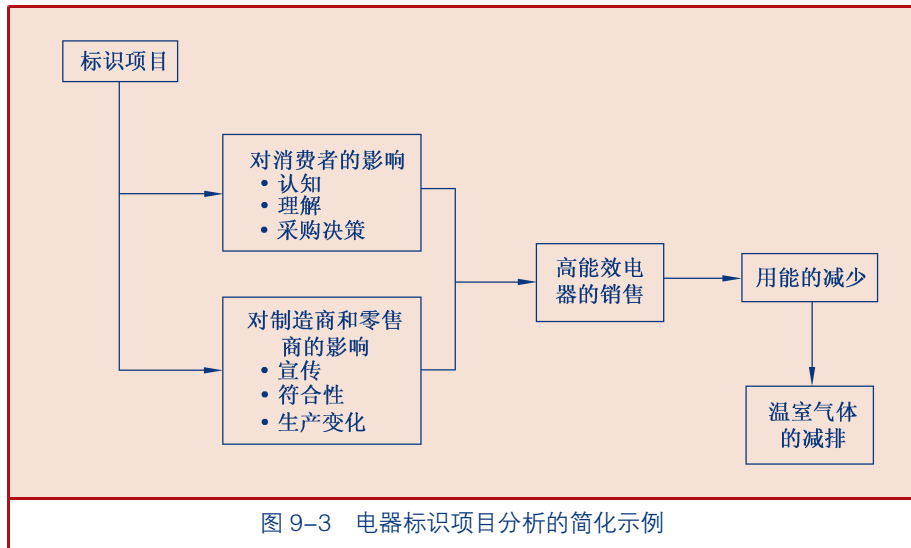 标识项目
对消费者的影响
• 认知
• 理解
• 采购决策
对制造商和零售
商的影响
• 宣传
• 符合性
• 生产变化
高能效电
器的销售
用能的减少
温室气体
的减排
图 9-3 电器标识项目分析的简化示例